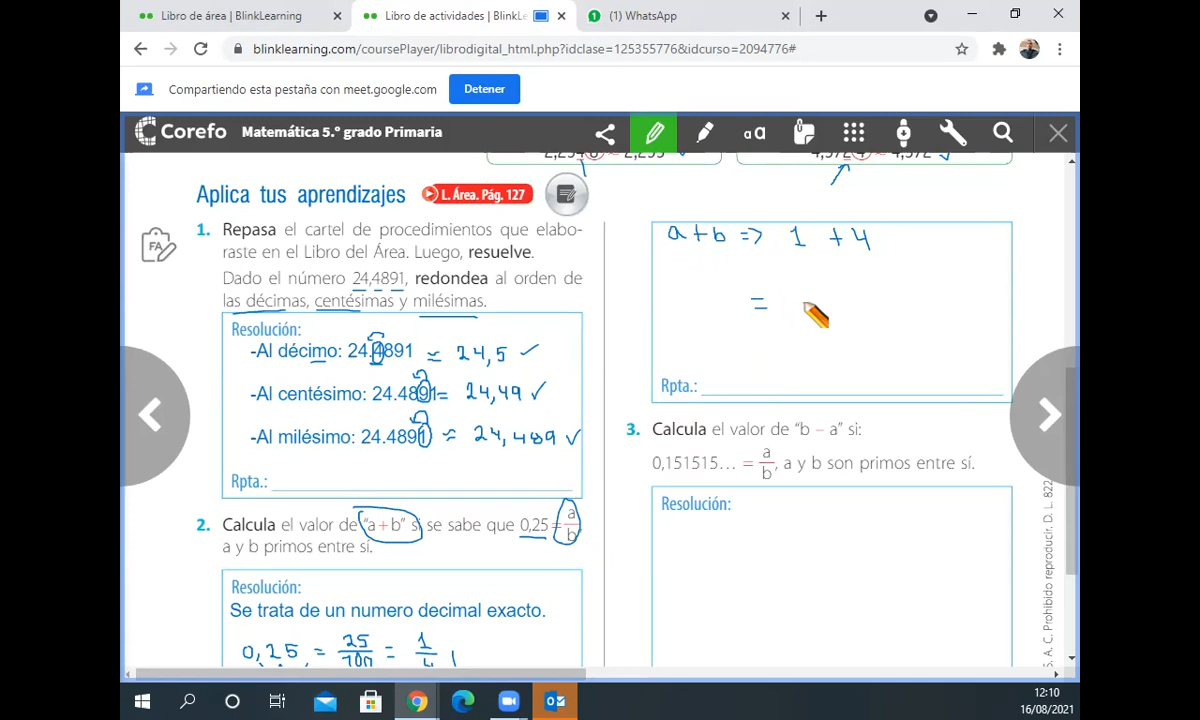 Libro de área | BlinkLearning
Libro de actividades | BlinkLe
(1) WhatsApp
blinklearning.com/coursePlayer/librodigital_html.php?idclase=125355776&idcurso=2094776#
Compartiendo esta pestaña con meet.google.com
Detener
Corefo
Matemática 5.º grado Primaria
aa
Aplica tus aprendizajes
L. Área. Pág. 127
FA
1. Repasa el cartel de procedimientos que elabo-
raste en el Libro del Área. Luego, resuelve.
Dado el número 24,4891, redondea al orden de
las décimas, centésimas y milésimas.
Resolución:
-Al décimo: 24.4891 = 24,5 ✓
-Al centésimo: 24.4891 = 24,49 ✓
-Al milésimo: 24.4891 ≈ 24,489 ✓
Rpta.:
2. Calcula el valor de "a+b" si se sabe que 0,25 = a/b
a y b primos entre sí.
Resolución:
Se trata de un numero decimal exacto.
0,25 = 25/100 = 1/4
a+b => 1 + 4
=
Rpta.:
3. Calcula el valor de "b – a" si:
0,151515... = a/b, a y b son primos entre sí.
Resolución:
S. A. C. Prohibido reproducir. D. L. 822
12:10
16/08/2021